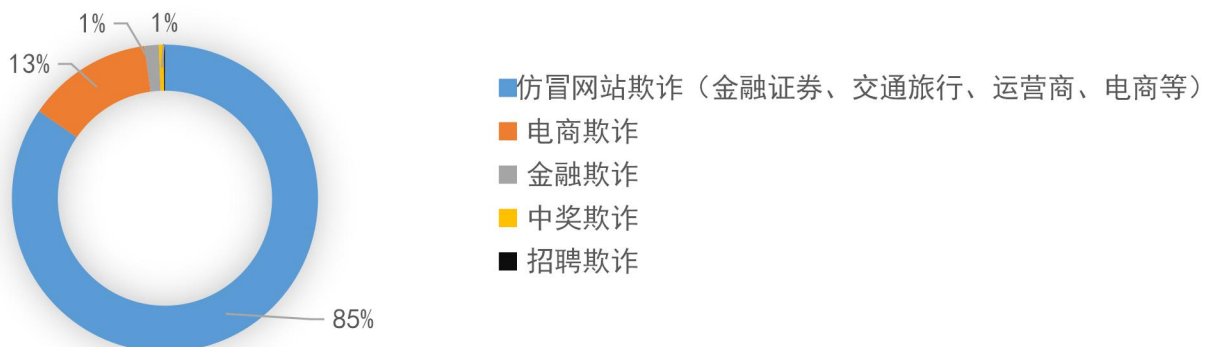 1%
1%
13%
85%
仿冒网站欺诈（金融证券、交通旅行、运营商、电商等）
电商欺诈
金融欺诈
中奖欺诈
招聘欺诈